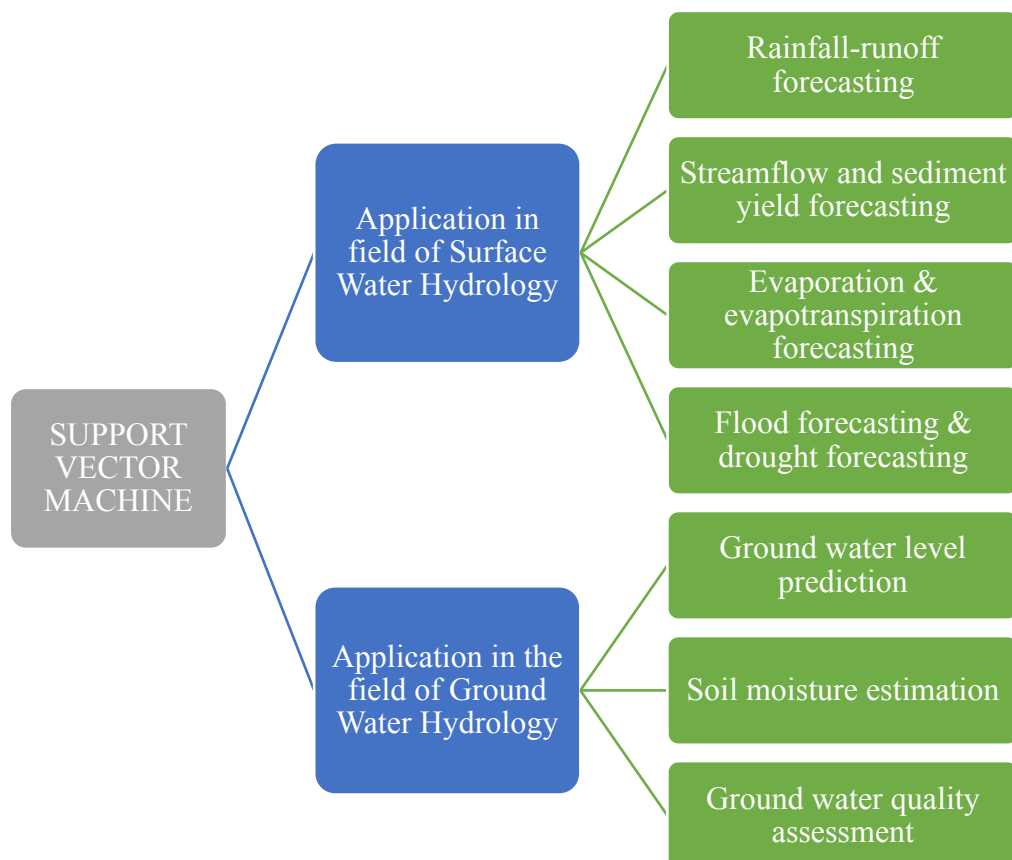 SUPPORT
VECTOR
MACHINE
Application in
field of Surface
Water Hydrology
Rainfall-runoff
forecasting
Streamflow and sediment
yield forecasting
Evaporation &
evapotranspiration
forecasting
Flood forecasting &
drought forecasting
Application in the
field of Ground
Water Hydrology
Ground water level
prediction
Soil moisture estimation
Ground water quality
assessment